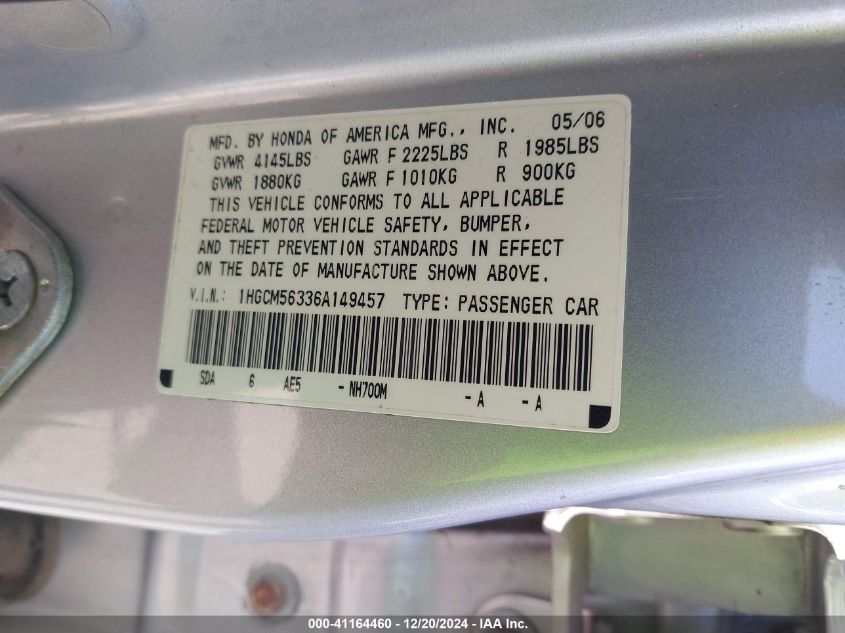 MFD. BY HONDA OF AMERICA MFG., INC. 05/06
GVWR 4145LBS GAWR F 2225LBS R 1985LBS
GVWR 1880KG GAWR F 1010KG R 900KG
THIS VEHICLE CONFORMS TO ALL APPLICABLE
FEDERAL MOTOR VEHICLE SAFETY, BUMPER,
AND THEFT PREVENTION STANDARDS IN EFFECT
ON THE DATE OF MANUFACTURE SHOWN ABOVE.
V.I.N.: 1HGCM56336A149457 TYPE: PASSENGER CAR
SDA 6 AE5 -NH700M -A -A
000-41164460 - 12/20/2024 - IAA Inc.